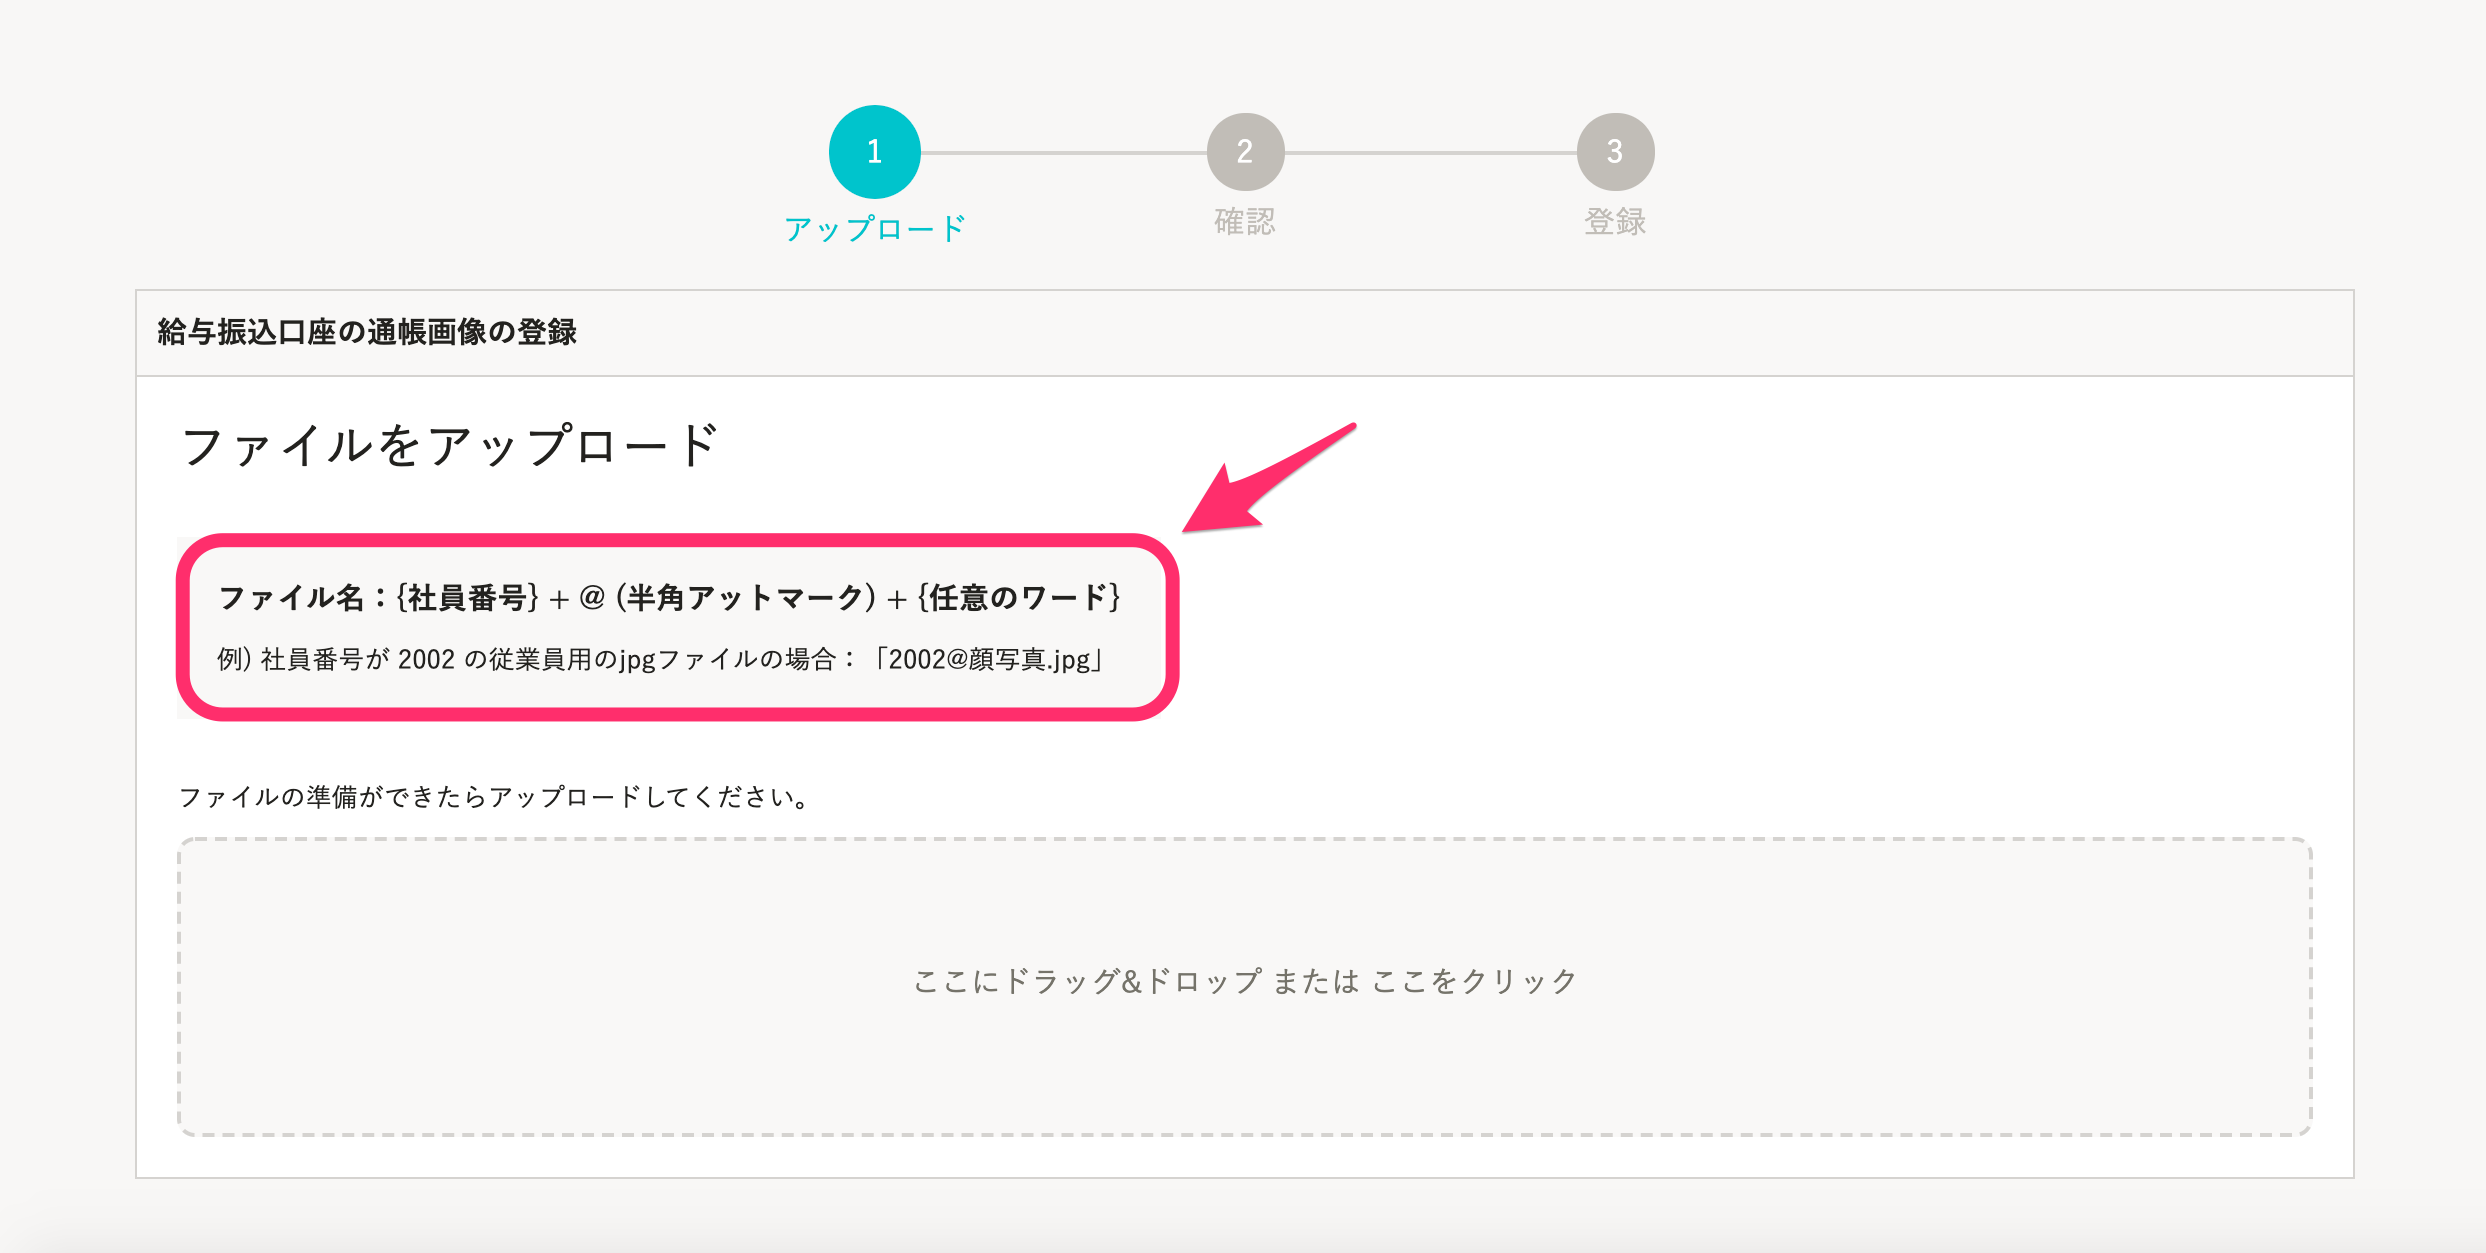 1
2
3
アップロード
確認
登録
給与振込口座の通帳画像の登録
ファイルをアップロード
ファイル名：{社員番号} + @ (半角アットマーク) + {任意のワード}
例) 社員番号が 2002 の従業員用のjpgファイルの場合：「2002@顔写真.jpg」
ファイルの準備ができたらアップロードしてください。
ここにドラッグ&ドロップ または ここをクリック